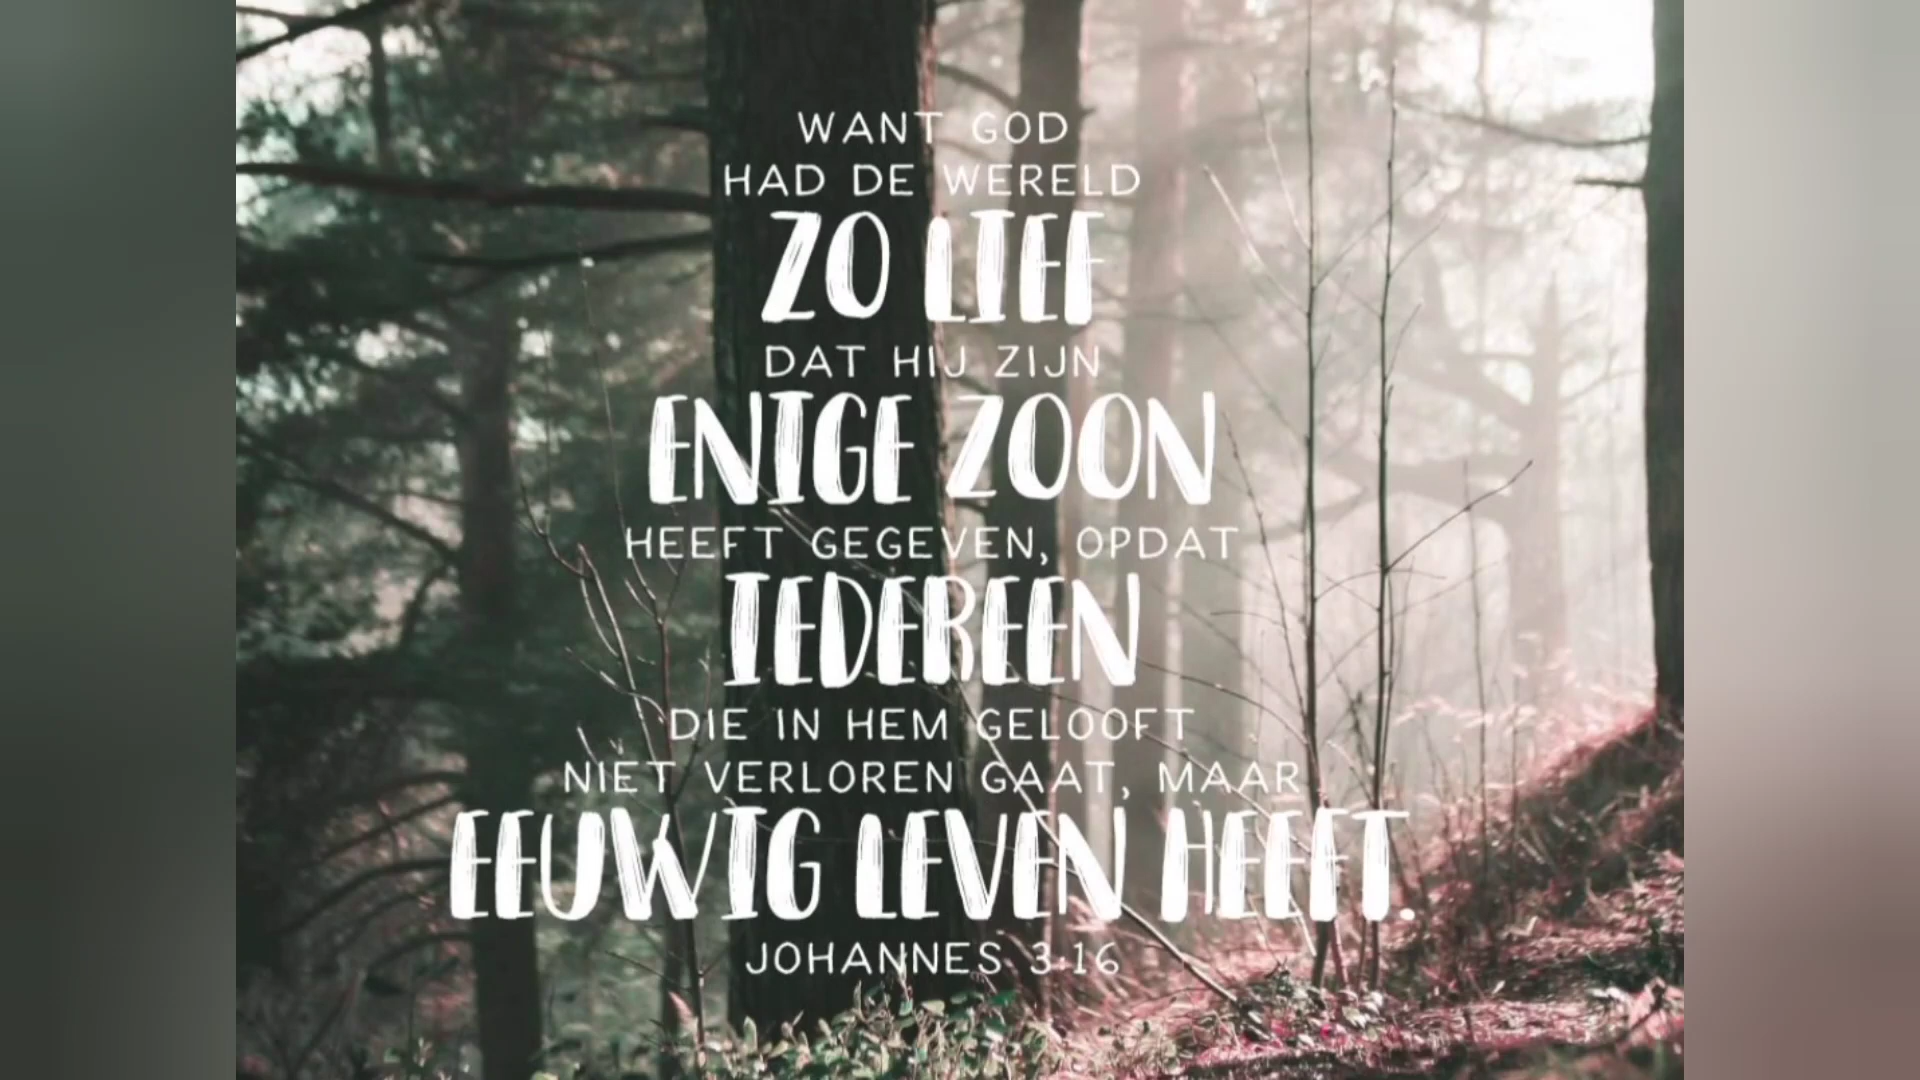 WANT GOD
HAD DE WERELD
ZO LIEF
DAT HIJ ZIJN
ENIGE ZOON
HEEFT GEGEVEN, OPDAT
IEDEREEN
DIE IN HEM GELOOFT
NIET VERLOREN GAAT, MAAR
EEUWIG LEVEN HEEFT.
JOHANNES 3:16